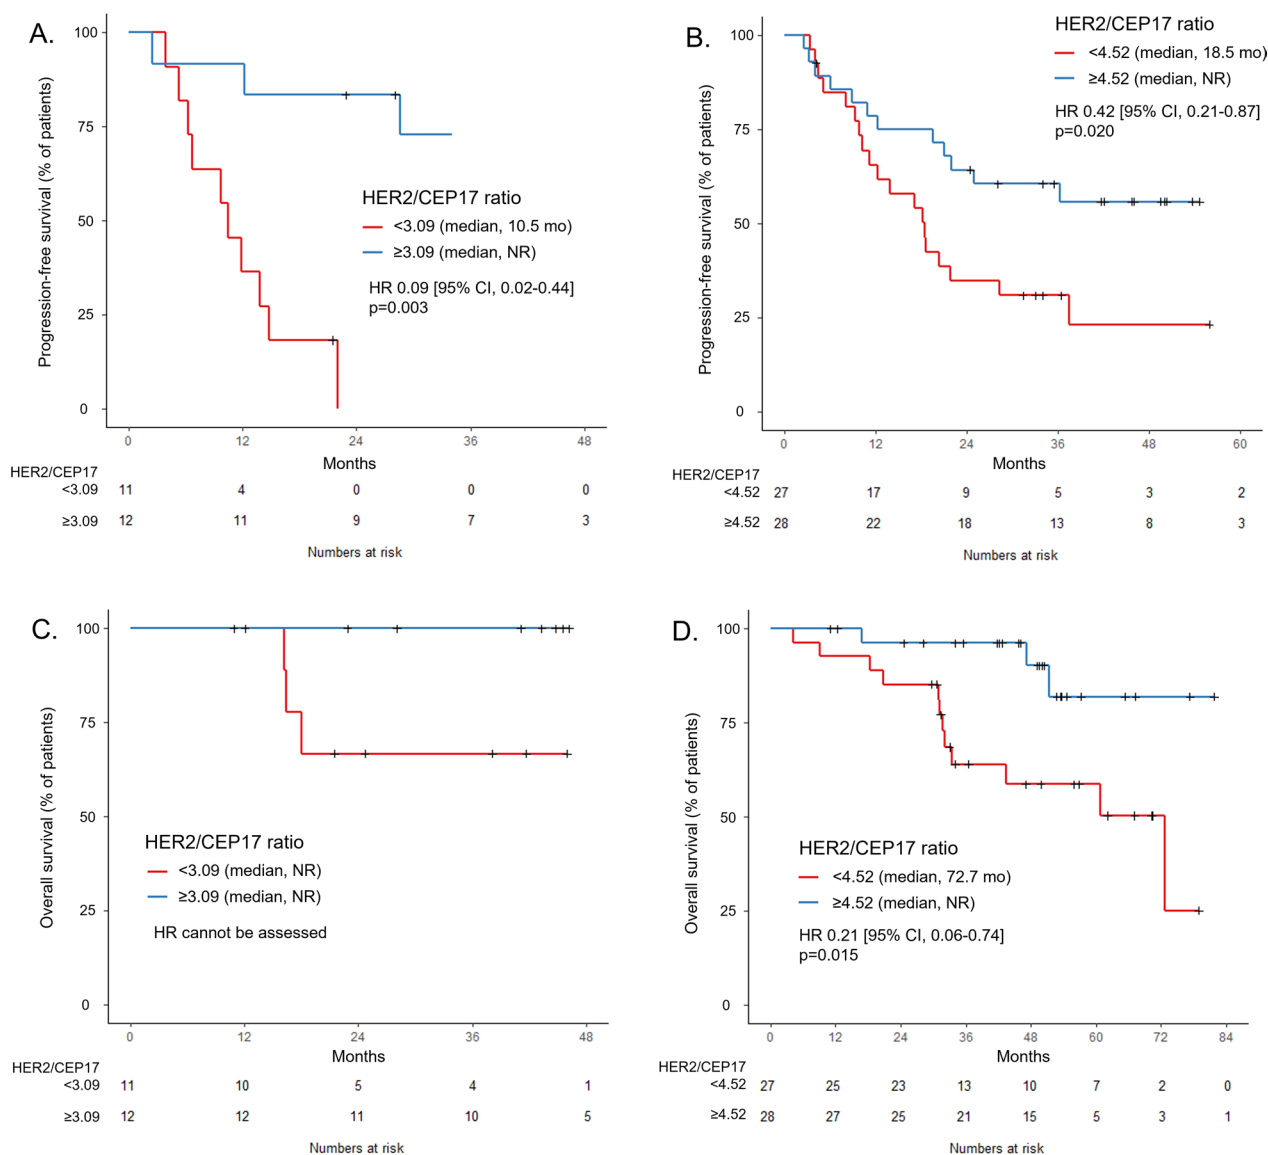 A.
Progression-free survival (% of patients)
100
75
50
25
0
HER2/CEP17 ratio
<3.09 (median, 10.5 mo)
≥3.09 (median, NR)
HR 0.09 [95% CI, 0.02-0.44]
p=0.003
0 12 24 36 48
Months
HER2/CEP17
<3.09 11 4 0 0 0
≥3.09 12 11 9 7 3
Numbers at risk
B.
Progression-free survival (% of patients)
100
75
50
25
0
HER2/CEP17 ratio
<4.52 (median, 18.5 mo)
≥4.52 (median, NR)
HR 0.42 [95% CI, 0.21-0.87]
p=0.020
0 12 24 36 48 60
Months
HER2/CEP17
<4.52 27 17 9 5 3 2
≥4.52 28 22 18 13 8 3
Numbers at risk
C.
Overall survival (% of patients)
100
75
50
25
0
HER2/CEP17 ratio
<3.09 (median, NR)
≥3.09 (median, NR)
HR cannot be assessed
0 12 24 36 48
Months
HER2/CEP17
<3.09 11 10 5 4 1
≥3.09 12 12 11 10 5
Numbers at risk
D.
Overall survival (% of patients)
100
75
50
25
0
HER2/CEP17 ratio
<4.52 (median, 72.7 mo)
≥4.52 (median, NR)
HR 0.21 [95% CI, 0.06-0.74]
p=0.015
0 12 24 36 48 60 72 84
Months
HER2/CEP17
<4.52 27 25 23 13 10 7 2 0
≥4.52 28 27 25 21 15 5 3 1
Numbers at risk